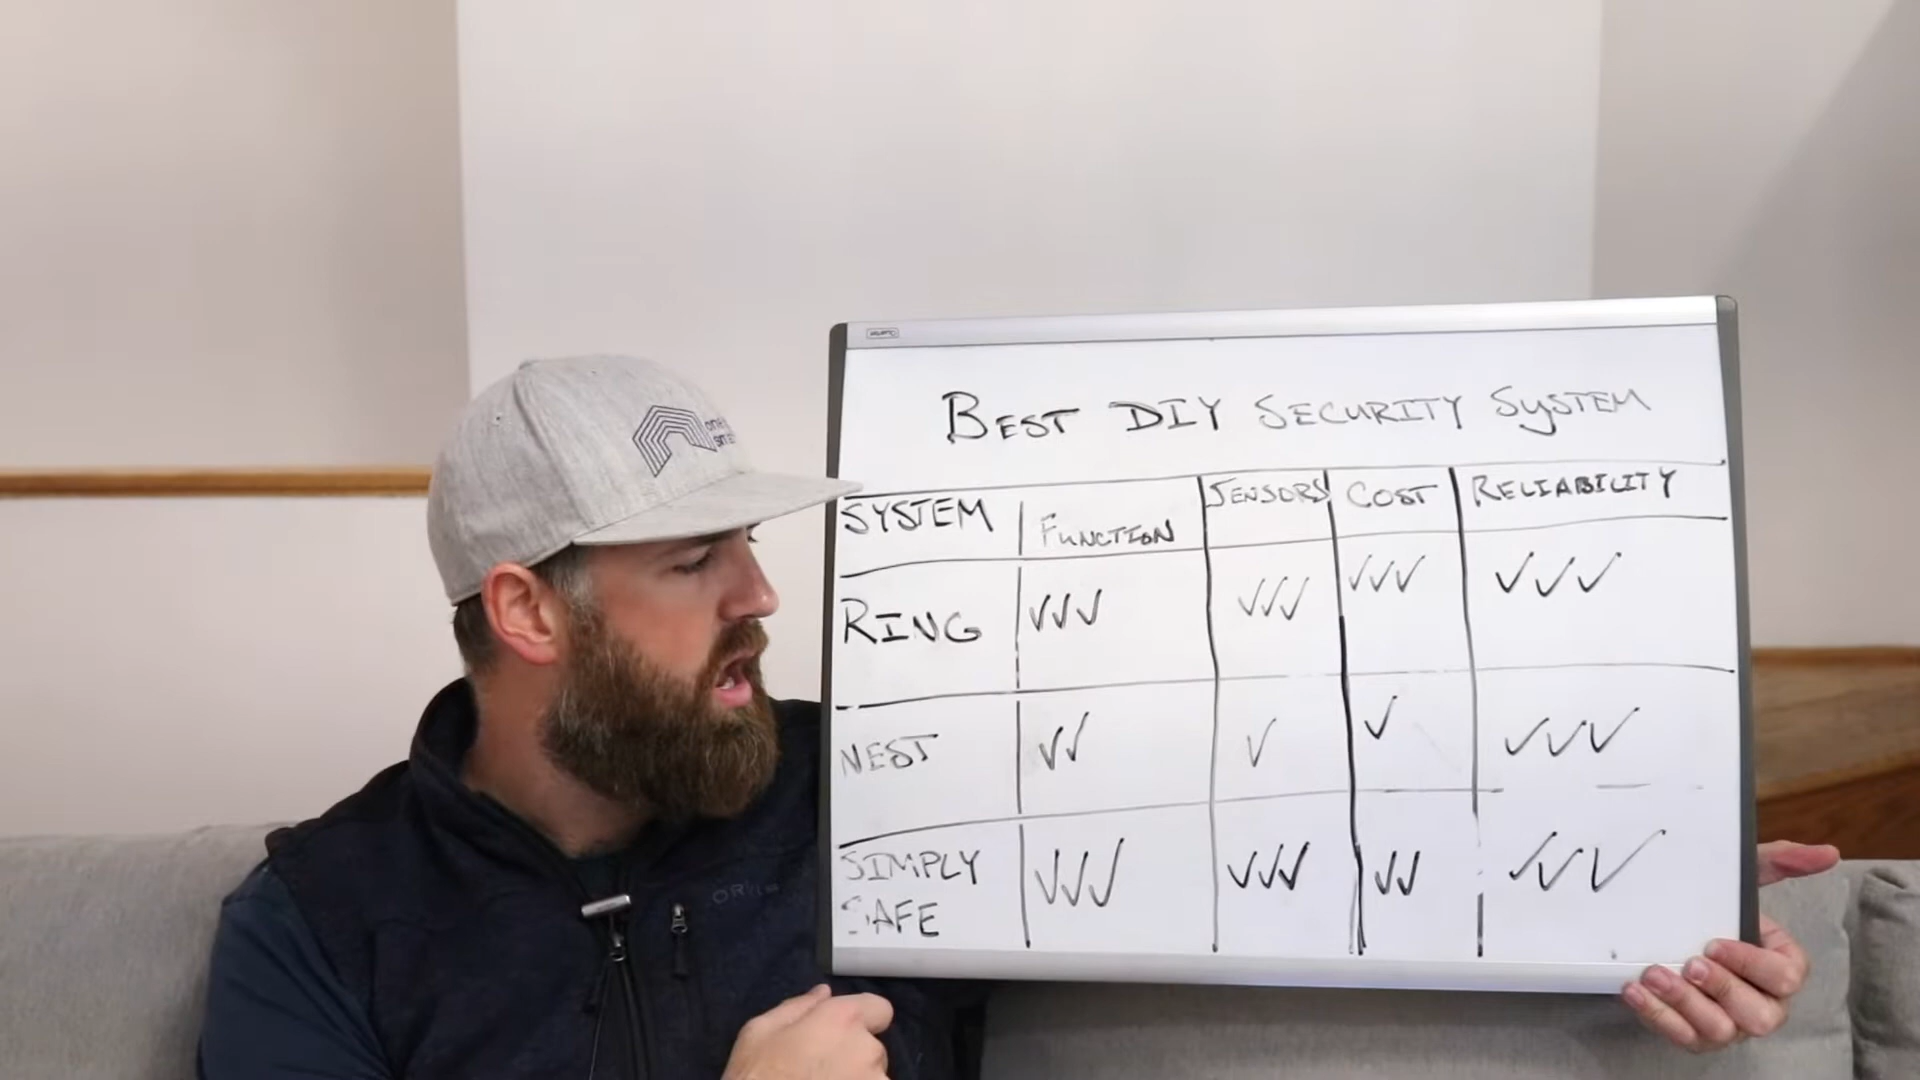 BEST DIY SECURITY SYSTEM
SYSTEM FUNCTION SENSORS COST RELIABILITY
RING ✓✓✓ ✓✓✓ ✓✓✓ ✓✓✓
NEST ✓✓ ✓ ✓ ✓✓✓
SIMPLY SAFE ✓✓✓ ✓✓✓ ✓✓ ✓✓✓